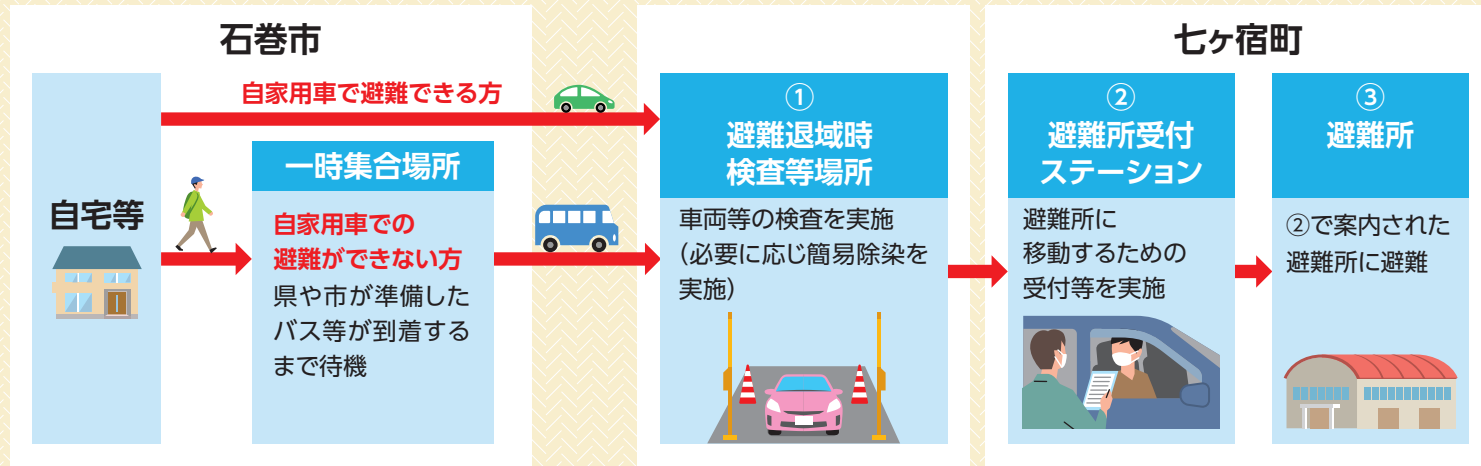 石巻市
自宅等
自家用車で避難できる方
一時集合場所
自家用車での
避難ができない方
県や市が準備した
バス等が到着する
まで待機
①
避難退域時
検査等場所
車両等の検査を実施
(必要に応じ簡易除染を
実施)
七ヶ宿町
②
避難所受付
ステーション
避難所に
移動するための
受付等を実施
③
避難所
②で案内された
避難所に避難